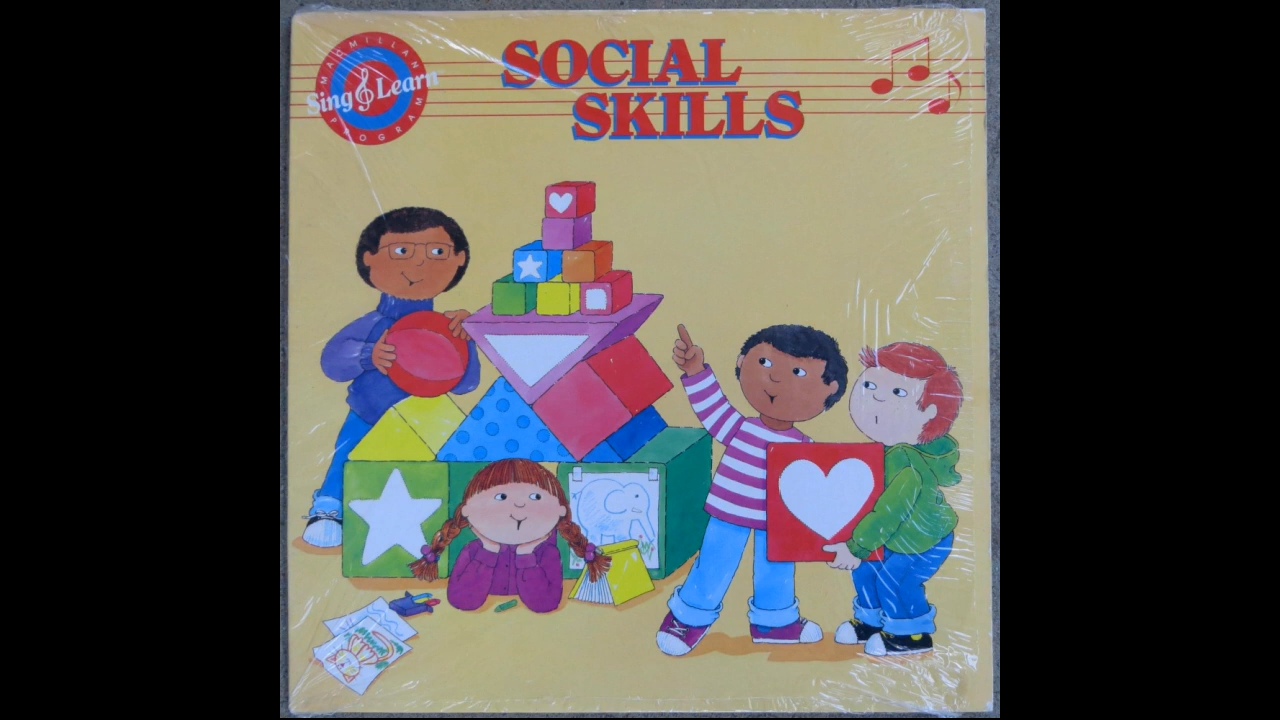 MACMILLAN
Sing & Learn
PROGRAM
SOCIAL
SKILLS